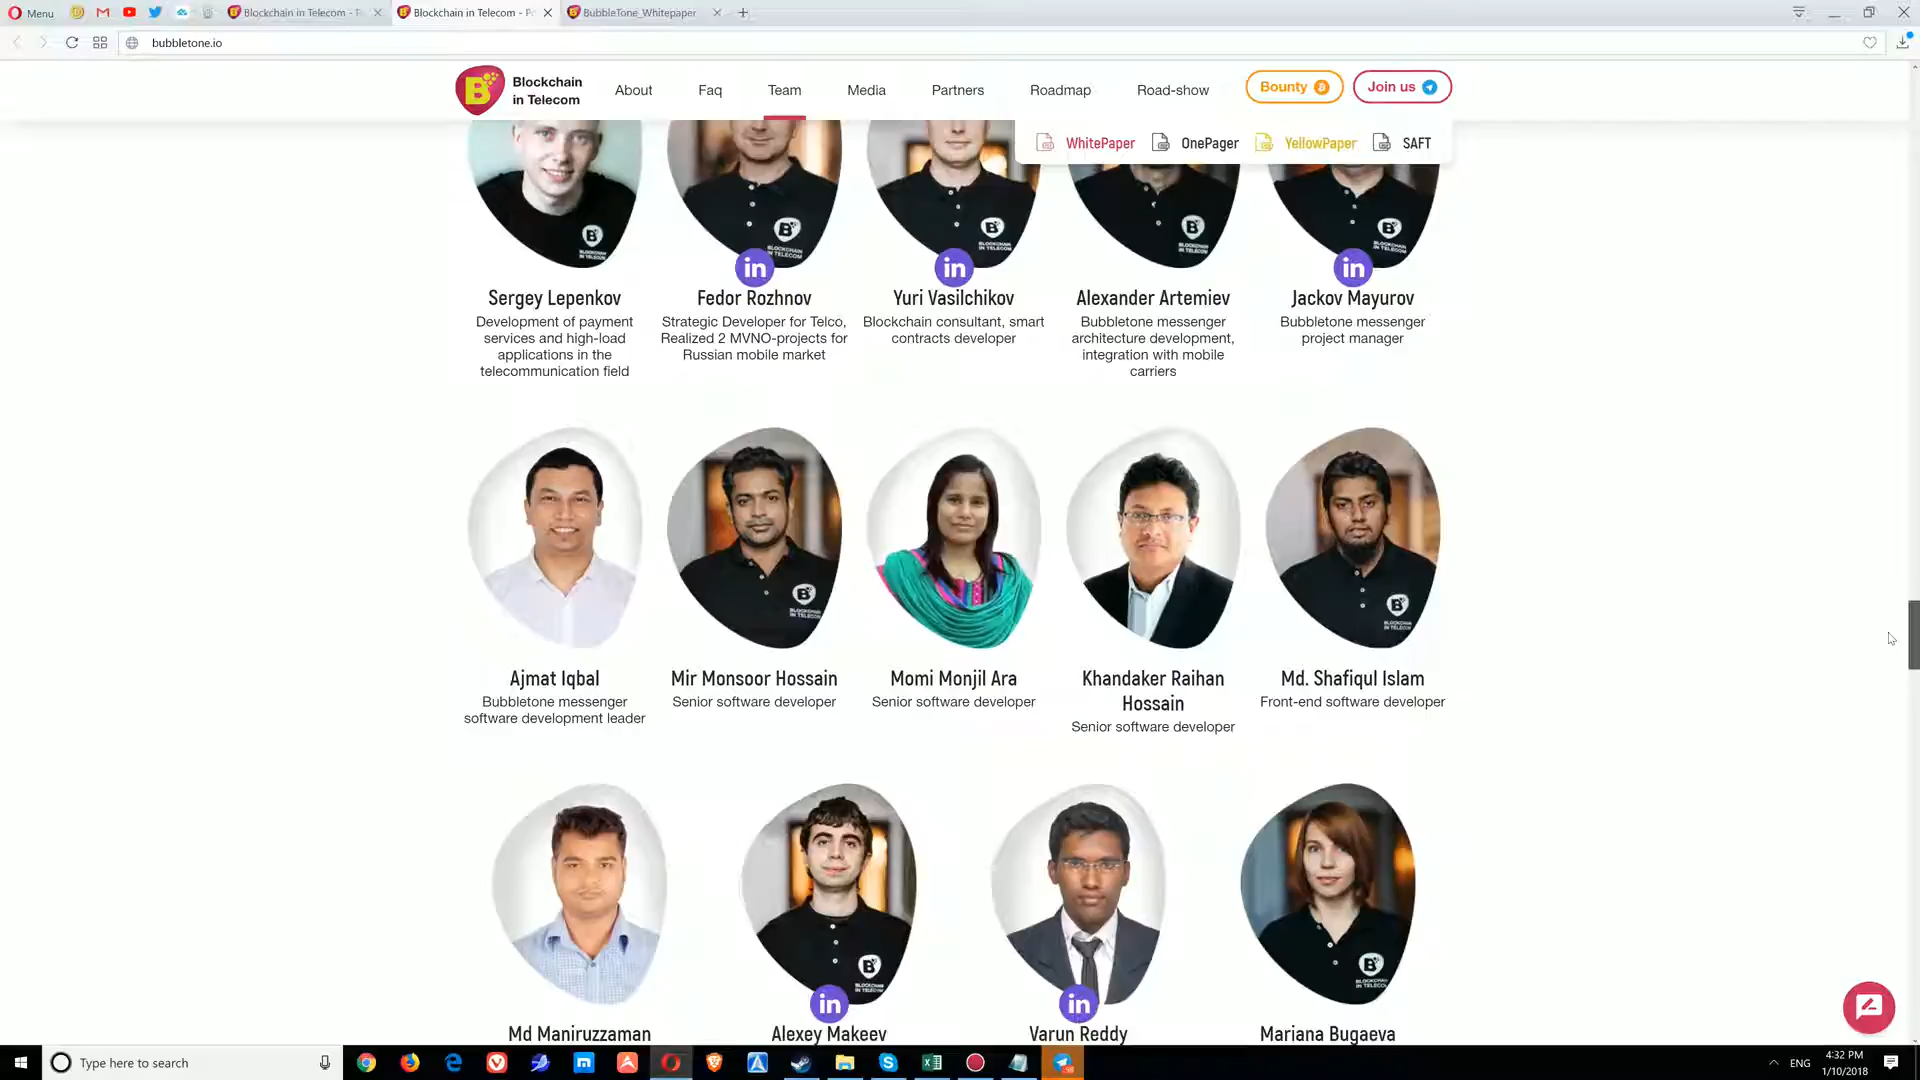 Menu
Blockchain in Telecom - P
Blockchain in Telecom - P
BubbleTone_Whitepaper
bubbletone.io
Blockchain
in Telecom
About
Faq
Team
Media
Partners
Roadmap
Road-show
Bounty
Join us
WhitePaper
OnePager
YellowPaper
SAFT
Sergey Lepenkov
Development of payment
services and high-load
applications in the
telecommunication field
Fedor Rozhnov
Strategic Developer for Telco,
Realized 2 MVNO-projects for
Russian mobile market
Yuri Vasilchikov
Blockchain consultant, smart
contracts developer
Alexander Artemiev
Bubbletone messenger
architecture development,
integration with mobile
carriers
Jackov Mayurov
Bubbletone messenger
project manager
Ajmat Iqbal
Bubbletone messenger
software development leader
Mir Monsoor Hossain
Senior software developer
Momi Monjil Ara
Senior software developer
Khandaker Raihan
Hossain
Senior software developer
Md. Shafiqul Islam
Front-end software developer
Md Maniruzzaman
Alexey Makeev
Varun Reddy
Mariana Bugaeva
Type here to search
ENG
4:32 PM
1/10/2018